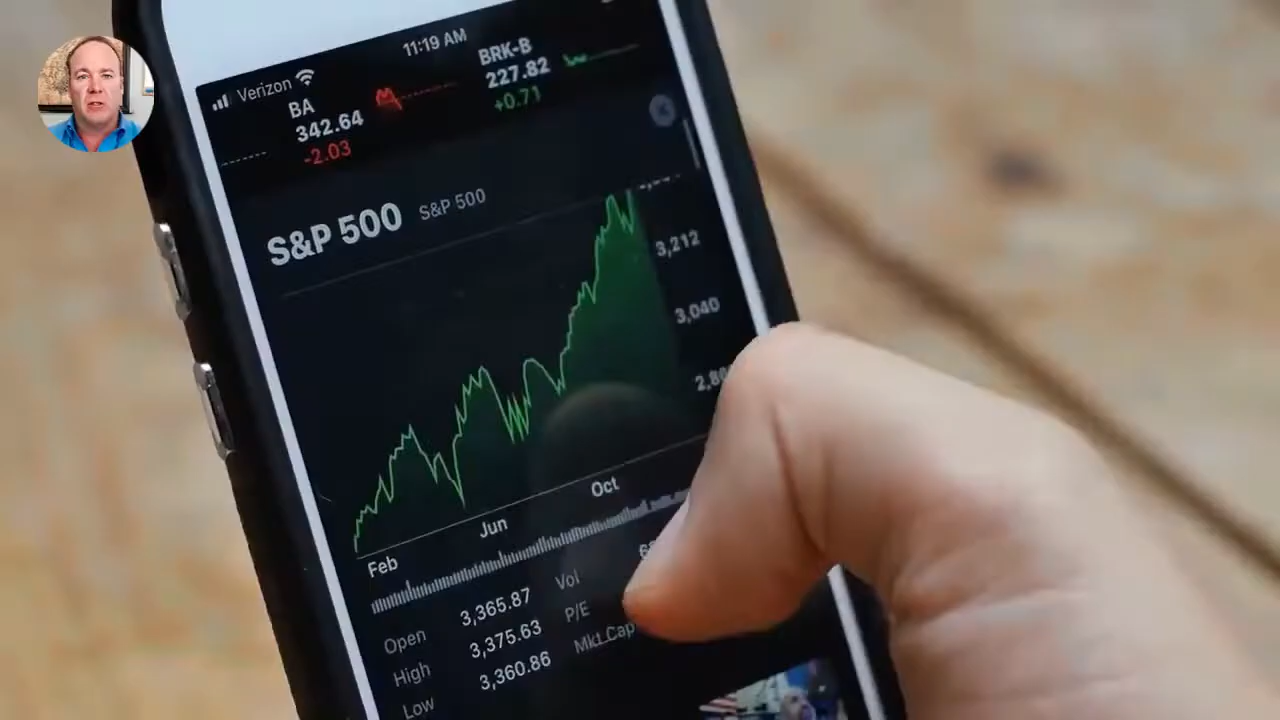 11:19 AM
Verizon
BA
342.64
-2.03
BRK-B
227.82
+0.71
S&P 500 S&P 500
3,212
3,040
Feb Jun Oct
Open 3,365.87 Vol
High 3,375.63 P/E
Low 3,360.86 Mkt Cap